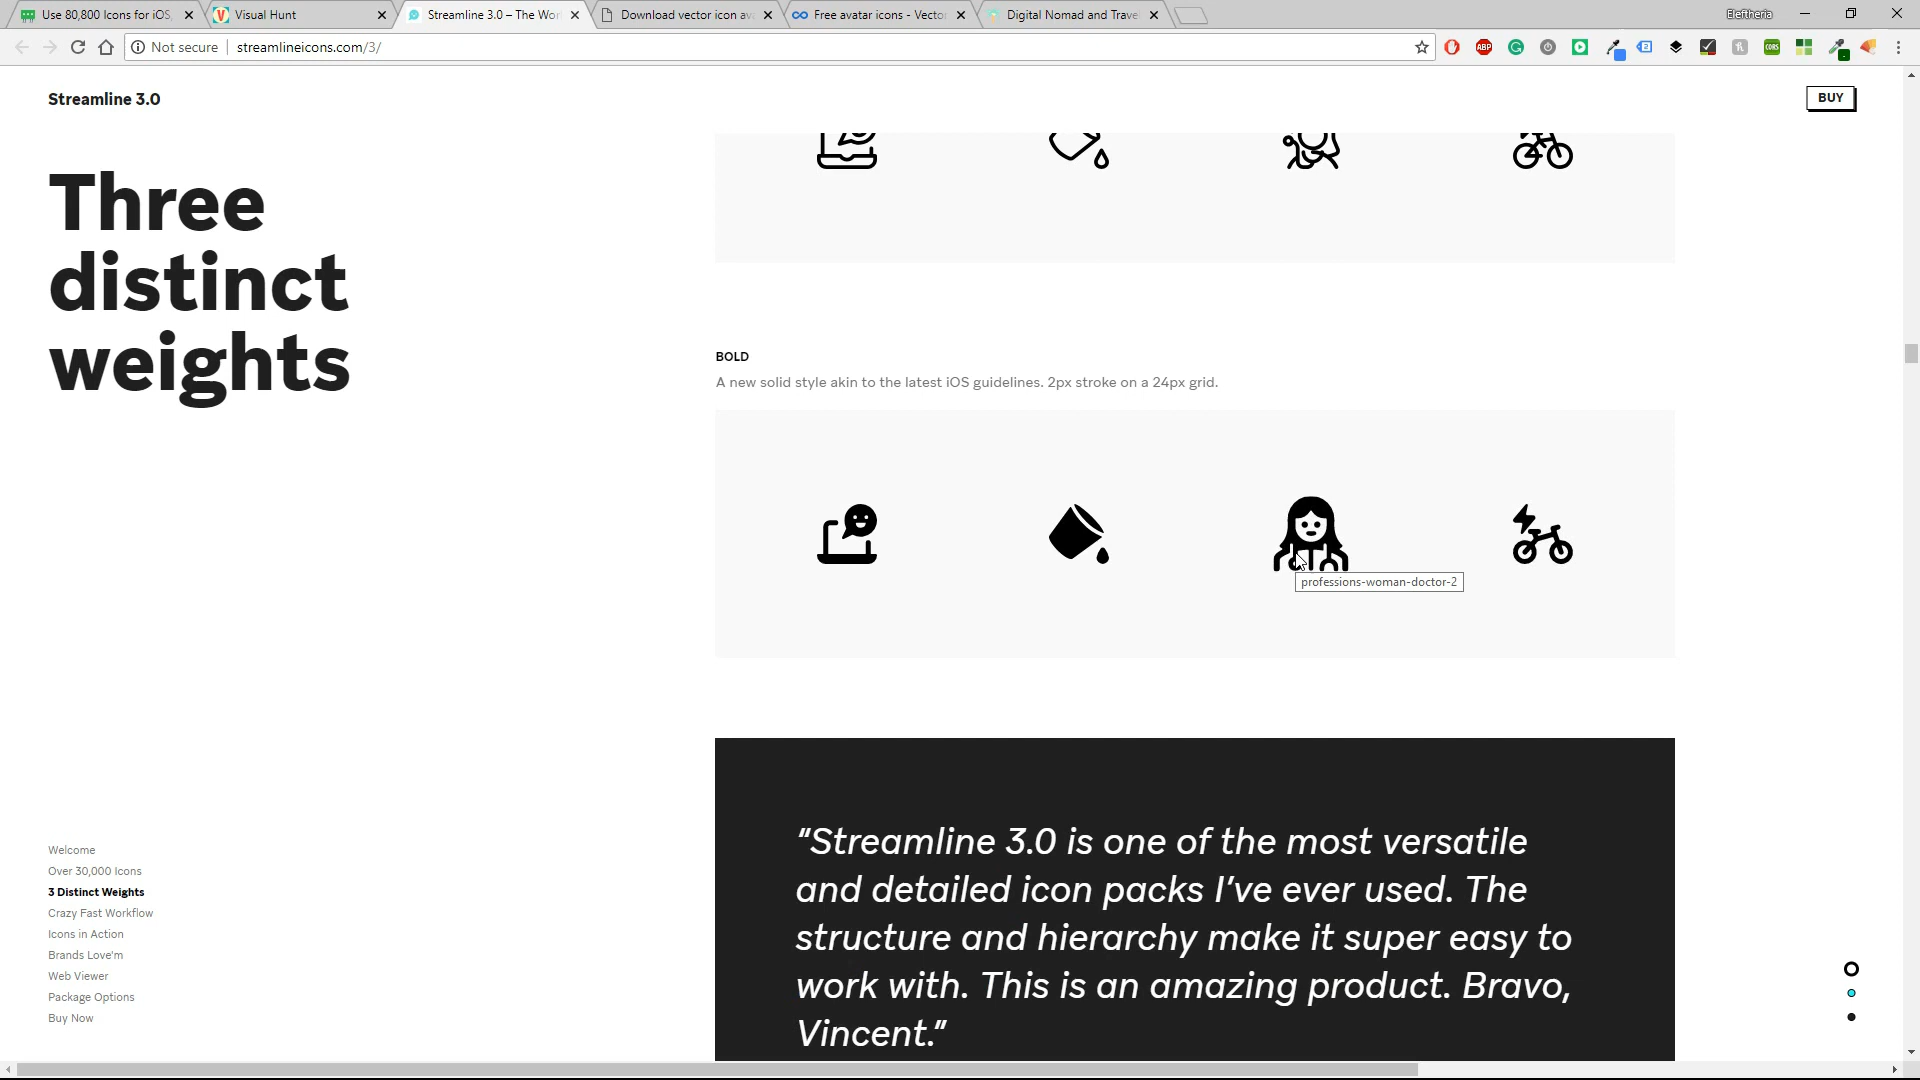 Use 80,800 Icons for iOS,
Visual Hunt
Streamline 3.0 – The Wor
Download vector icon ava
Free avatar icons - Vector
Digital Nomad and Trave
Eleftheria
Not secure
streamlineicons.com/3/
ABP
CORS
Streamline 3.0
BUY
Three
distinct
weights
BOLD
A new solid style akin to the latest iOS guidelines. 2px stroke on a 24px grid.
professions-woman-doctor-2
“Streamline 3.0 is one of the most versatile
and detailed icon packs I’ve ever used. The
structure and hierarchy make it super easy to
work with. This is an amazing product. Bravo,
Vincent.”
Welcome
Over 30,000 Icons
3 Distinct Weights
Crazy Fast Workflow
Icons in Action
Brands Love'm
Web Viewer
Package Options
Buy Now